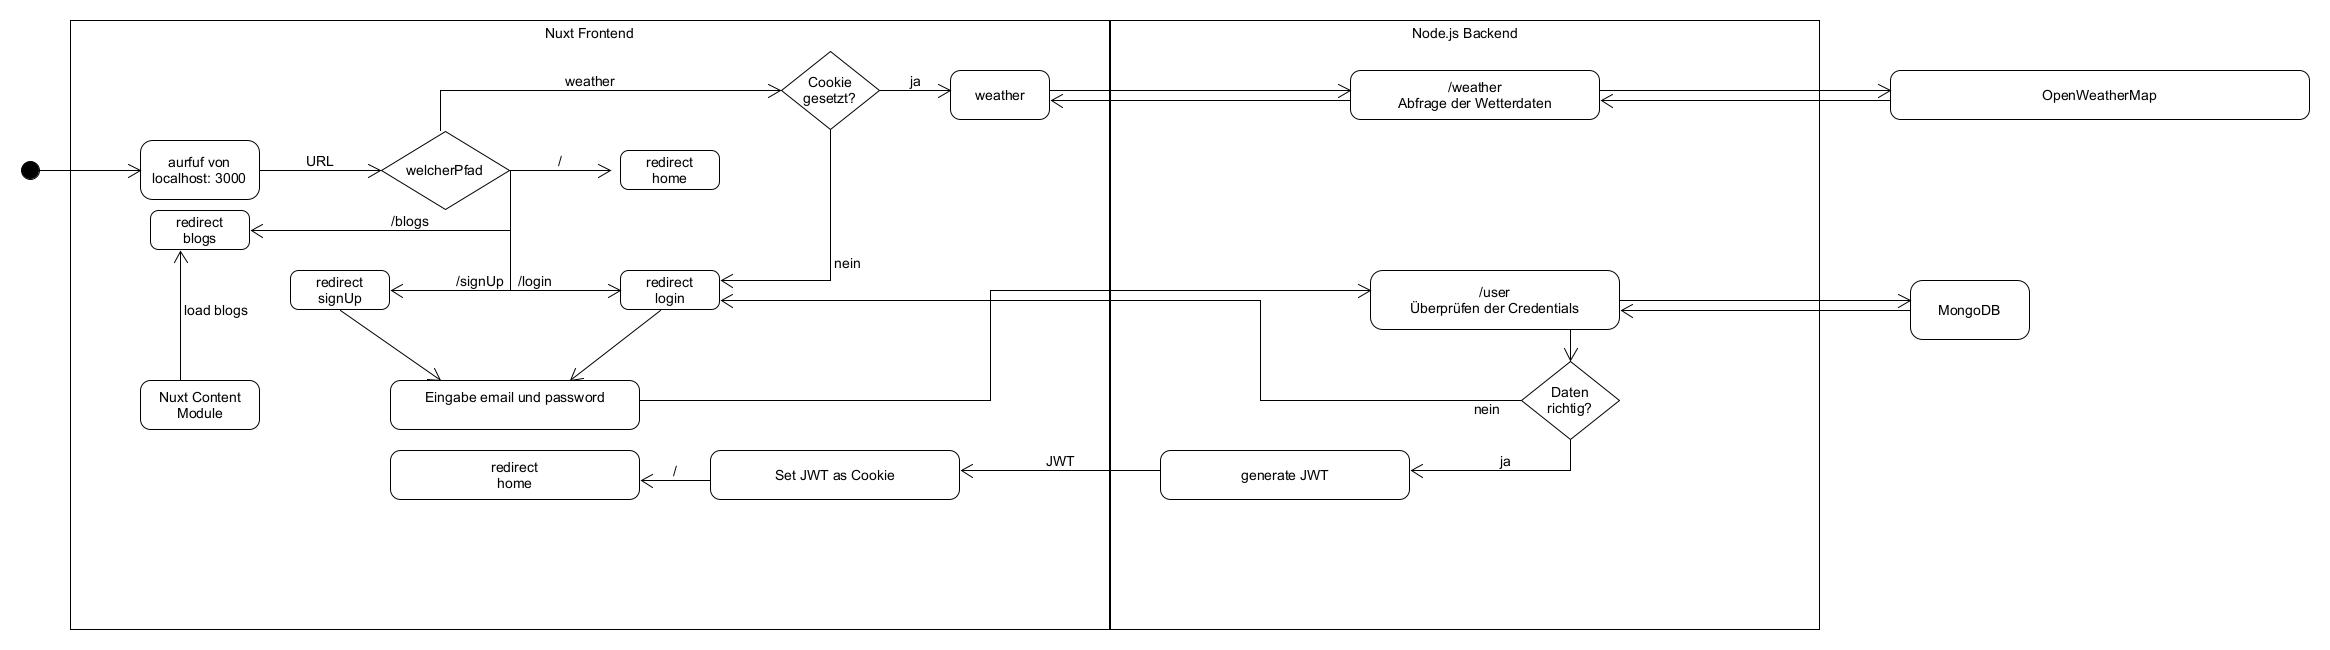 Nuxt Frontend
Node.js Backend
weather
Cookie
gesetzt?
ja
weather
/weather
Abfrage der Wetterdaten
OpenWeatherMap
aurfuf von
localhost: 3000
URL
welcherPfad
/
redirect
home
redirect
blogs
/blogs
nein
redirect
signUp
/signUp
/login
redirect
login
/user
Überprüfen der Credentials
MongoDB
load blogs
Nuxt Content
Module
Eingabe email und password
Daten
richtig?
nein
redirect
home
/
Set JWT as Cookie
JWT
generate JWT
ja